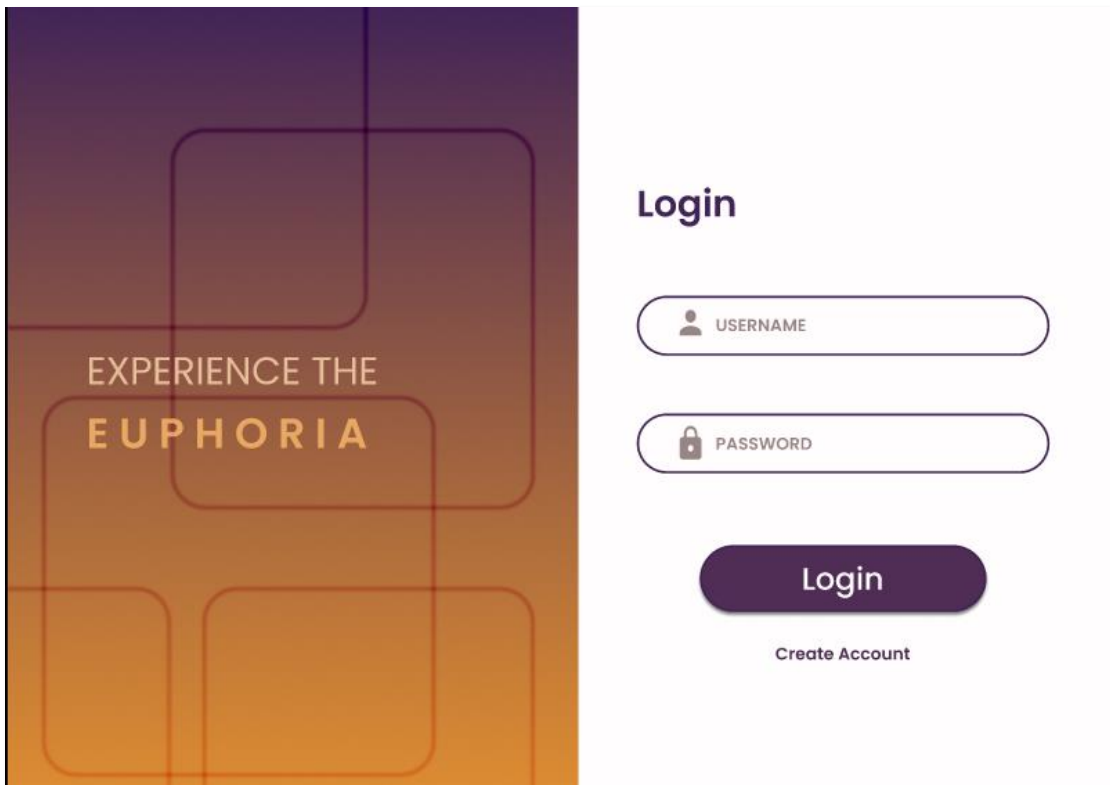 EXPERIENCE THE
EUPHORIA
Login
USERNAME
PASSWORD
Login
Create Account